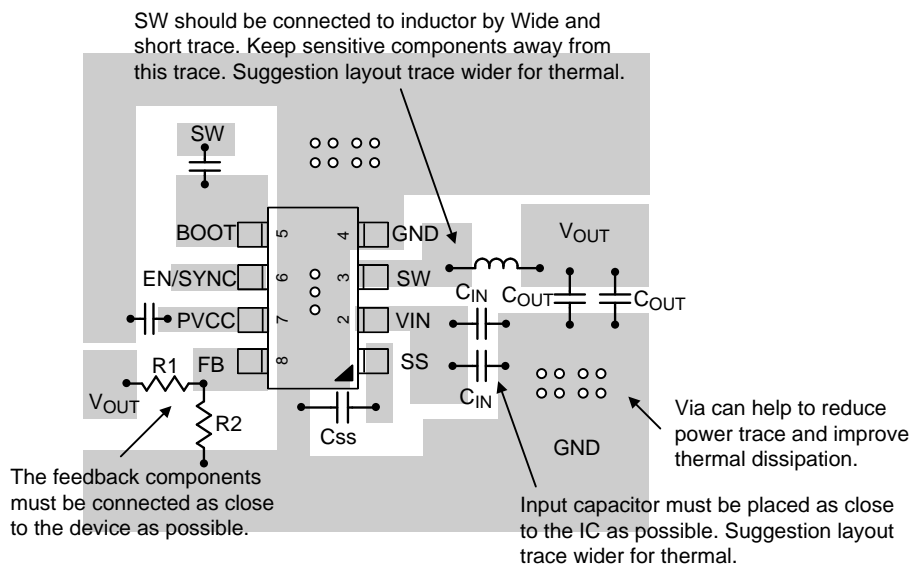 SW should be connected to inductor by Wide and
short trace. Keep sensitive components away from
this trace. Suggestion layout trace wider for thermal.
SW
BOOT 5 4 GND
VOUT
EN/SYNC 6 3 SW
CIN COUT COUT
PVCC 7 2 VIN
R1 FB 8 SS
VOUT
CIN
R2
CSS
GND
Via can help to reduce
power trace and improve
thermal dissipation.
The feedback components
must be connected as close
to the device as possible.
Input capacitor must be placed as close
to the IC as possible. Suggestion layout
trace wider for thermal.